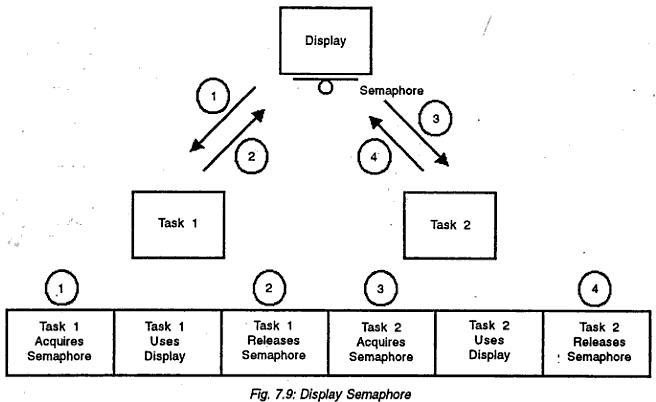 Display
Semaphore
1
2
3
4
Task 1
Task 2
1
2
3
4
Task 1
Acquires
Semaphore
Task 1
Uses
Display
Task 1
Releases
Semaphore
Task 2
Acquires
Semaphore
Task 2
Uses
Display
Task 2
Releases
Semaphore
Fig. 7.9: Display Semaphore